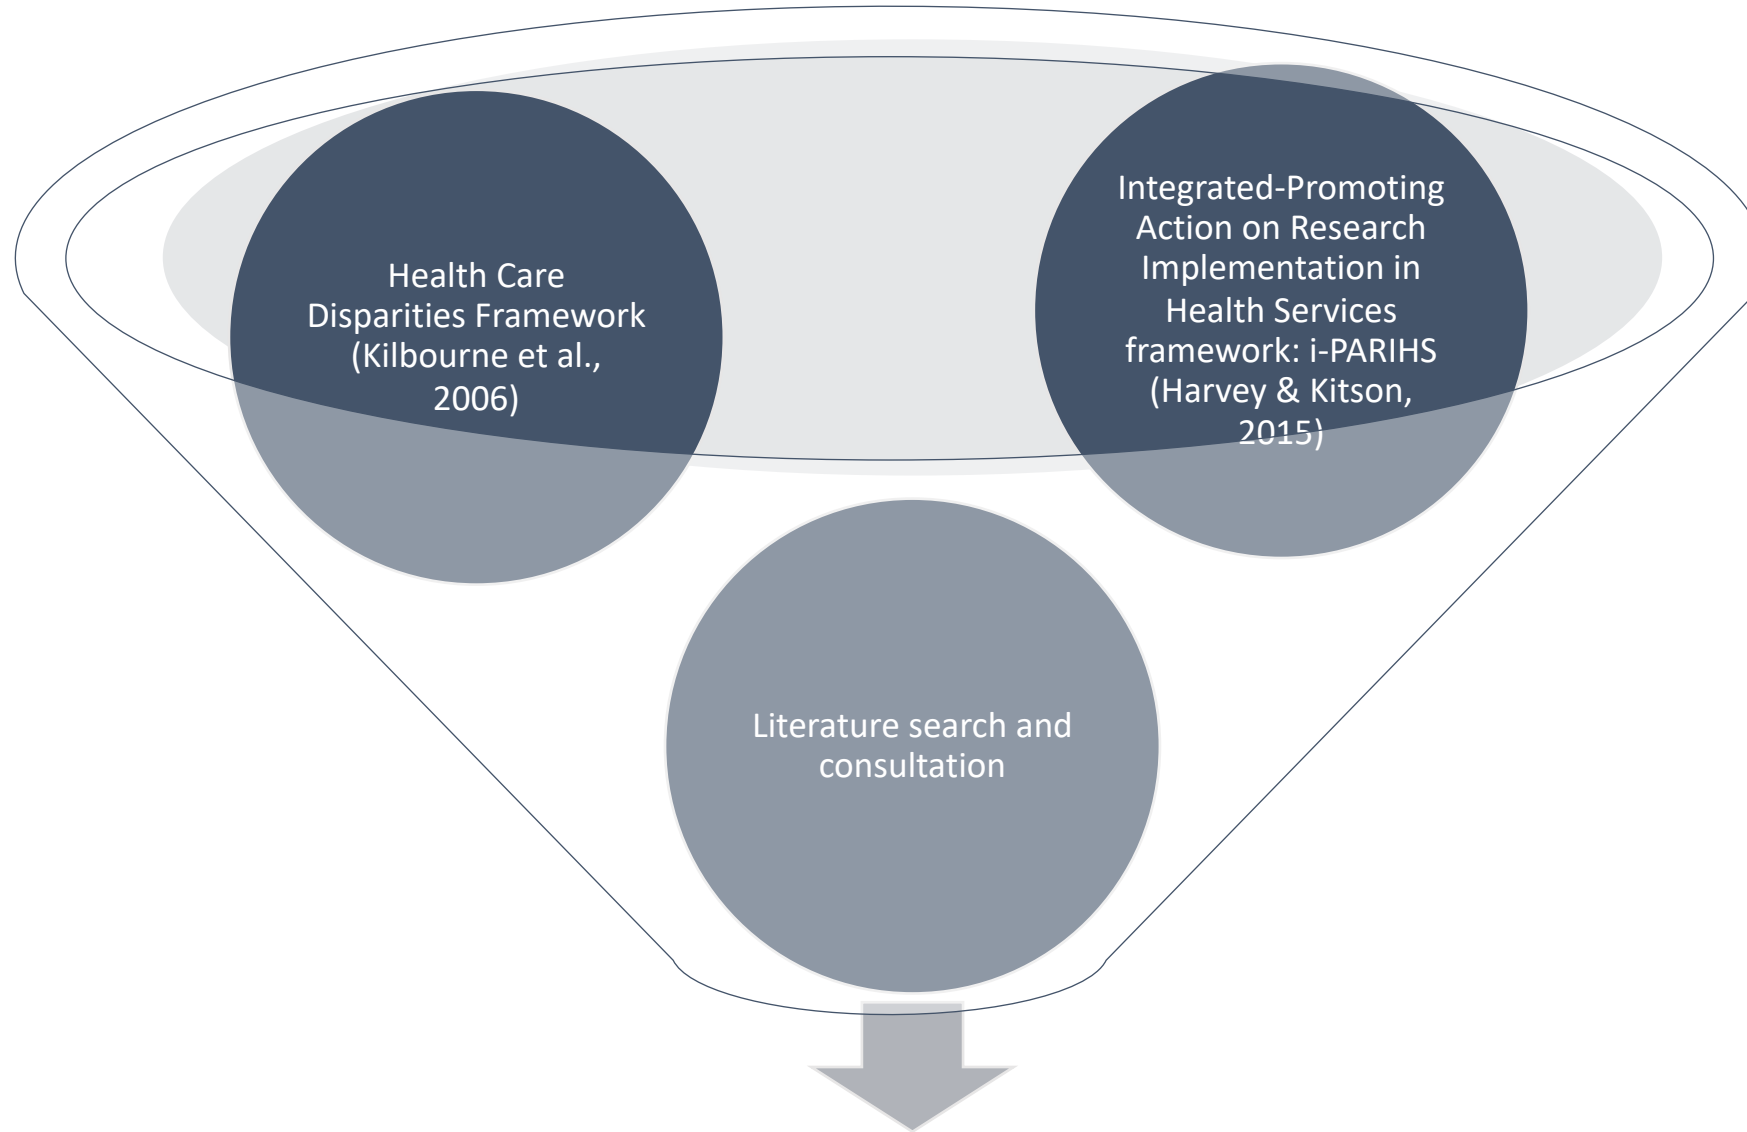 Health Care
Disparities Framework
(Kilbourne et al.,
2006)
Integrated-Promoting
Action on Research
Implementation in
Health Services
framework: i-PARIHS
(Harvey & Kitson,
2015)
Literature search and
consultation